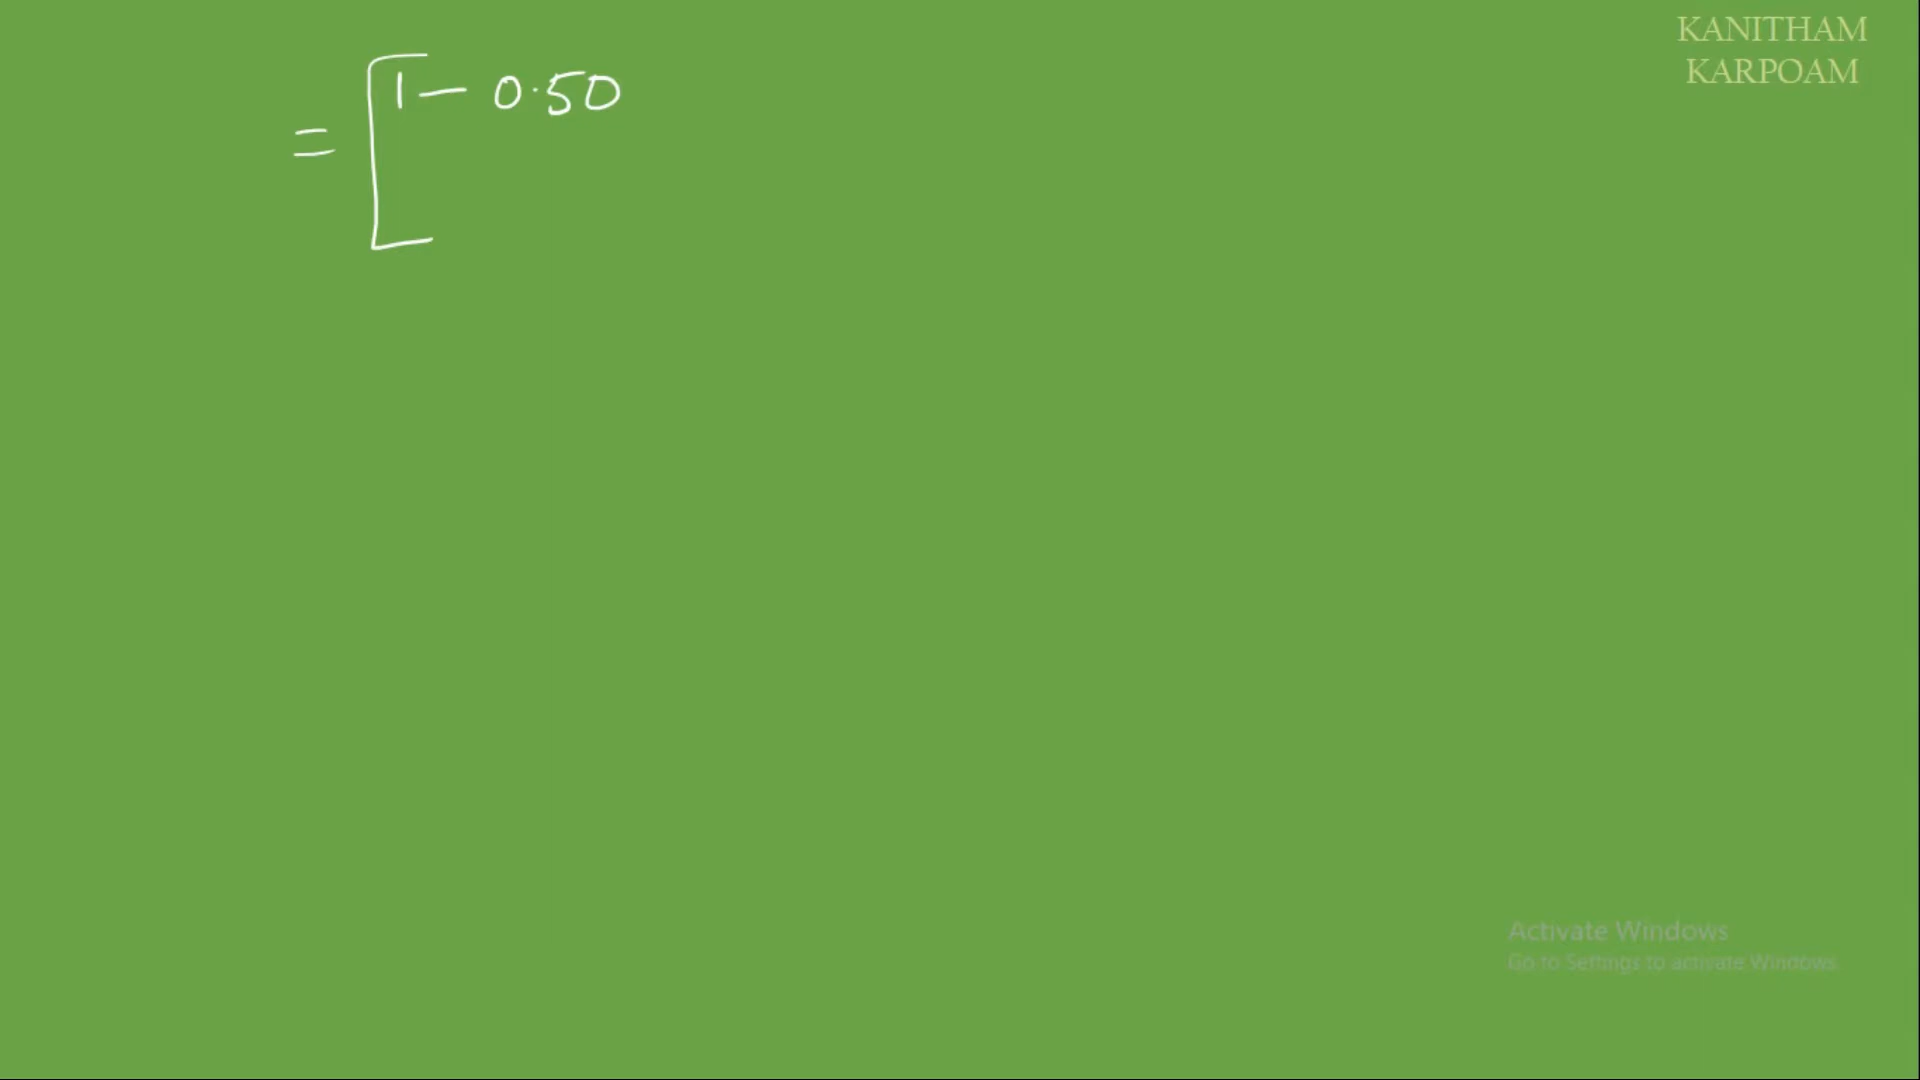 KANITHAM
KARPOAM
= [ 1 - 0.50
Activate Windows
Go to Settings to activate Windows.